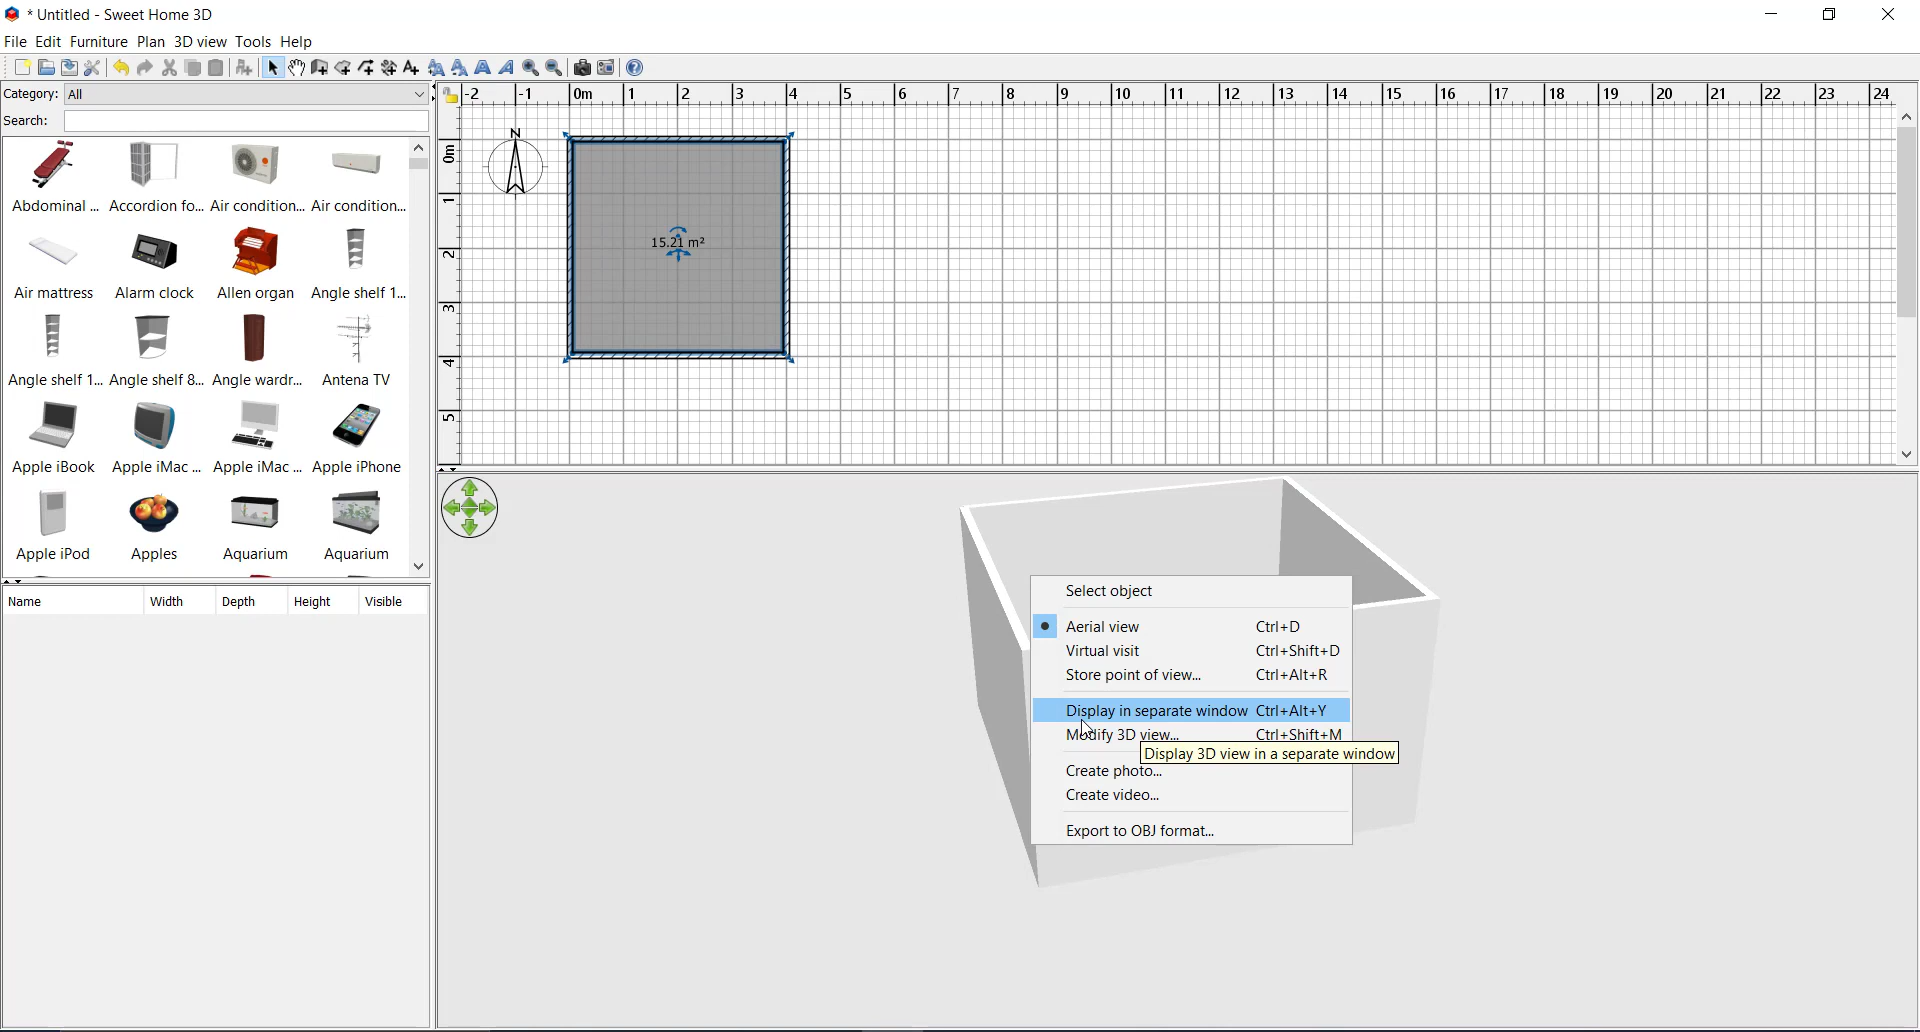 * Untitled - Sweet Home 3D
File Edit Furniture Plan 3D view Tools Help
Category: All
Search:
-2 -1 0m 1 2 3 4 5 6 7 8 9 10 11 12 13 14 15 16 17 18 19 20 21 22 23 24
0m
1
2
3
4
5
N
15.21 m²
Abdominal ... Accordion fo... Air condition... Air condition...
Air mattress Alarm clock Allen organ Angle shelf 1...
Angle shelf 1... Angle shelf 8... Angle wardr... Antena TV
Apple iBook Apple iMac ... Apple iMac ... Apple iPhone
Apple iPod Apples Aquarium Aquarium
Name Width Depth Height Visible
Select object
Aerial view Ctrl+D
Virtual visit Ctrl+Shift+D
Store point of view... Ctrl+Alt+R
Display in separate window Ctrl+Alt+Y
Modify 3D view... Ctrl+Shift+M
Display 3D view in a separate window
Create photo...
Create video...
Export to OBJ format...